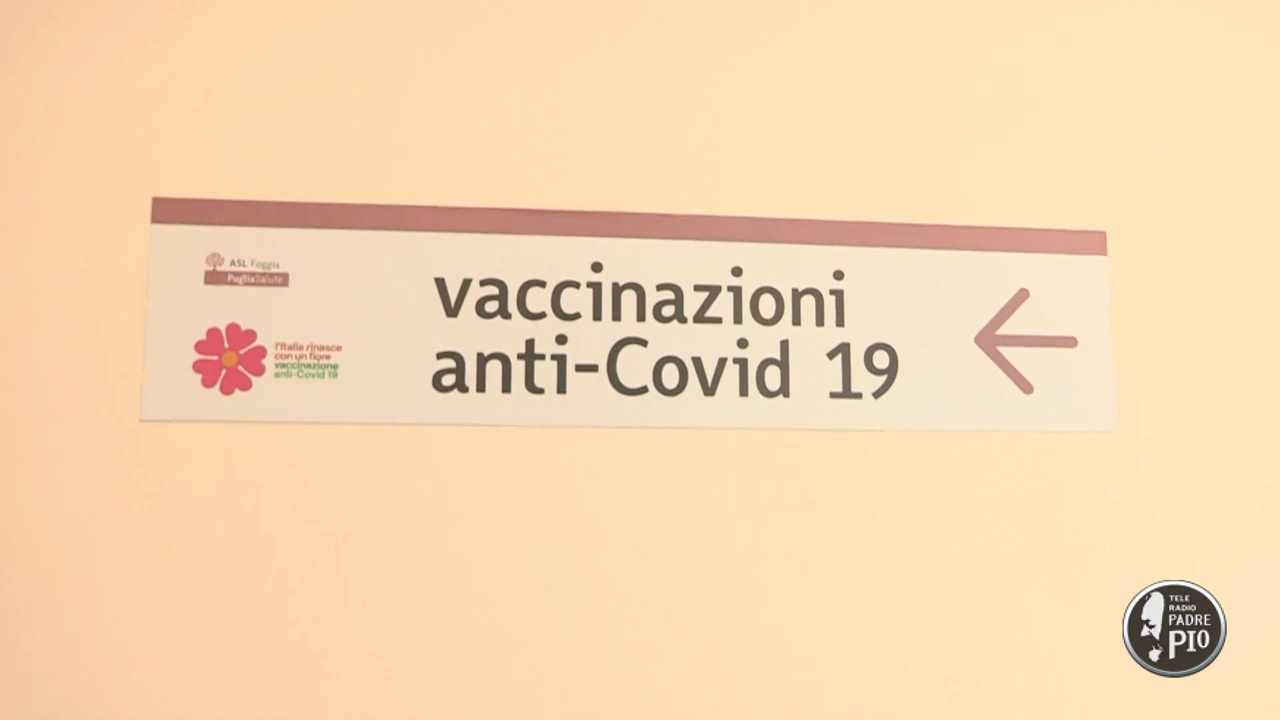 ASL Foggia
PugliaSalute
l'Italia rinasce
con un fiore
vaccinazione
anti-Covid 19
vaccinazioni
anti-Covid 19
TELE
RADIO
PADRE
PIO